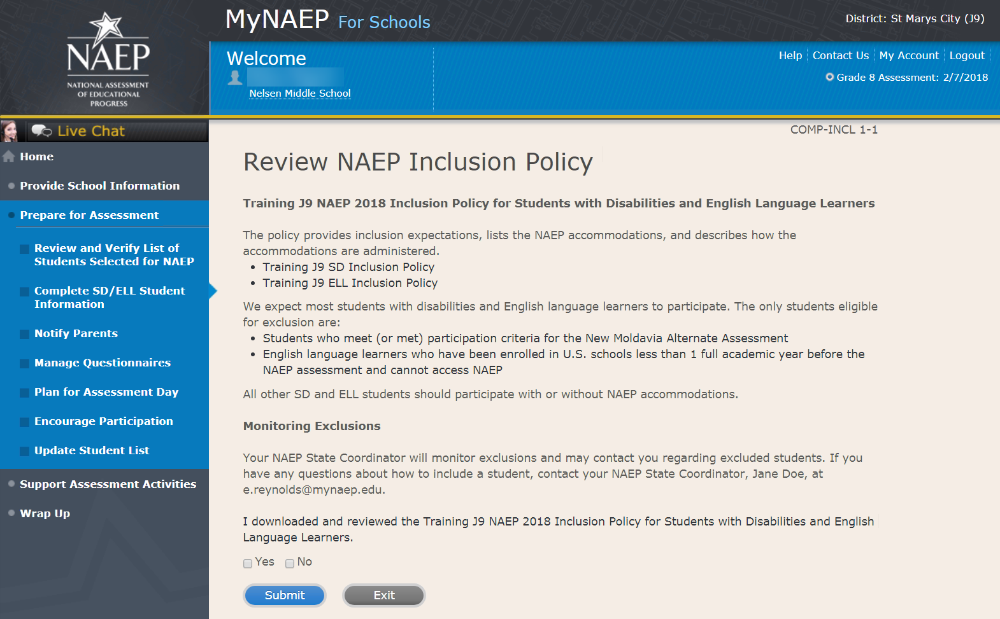 NAEP
NATIONAL ASSESSMENT
OF EDUCATIONAL
PROGRESS
MyNAEP For Schools
District: St Marys City (J9)
Welcome
Nelsen Middle School
Help
Contact Us
My Account
Logout
Grade 8 Assessment: 2/7/2018
Live Chat
Home
Provide School Information
Prepare for Assessment
Review and Verify List of
Students Selected for NAEP
Complete SD/ELL Student
Information
Notify Parents
Manage Questionnaires
Plan for Assessment Day
Encourage Participation
Update Student List
Support Assessment Activities
Wrap Up
COMP-INCL 1-1
Review NAEP Inclusion Policy
Training J9 NAEP 2018 Inclusion Policy for Students with Disabilities and English Language Learners
The policy provides inclusion expectations, lists the NAEP accommodations, and describes how the
accommodations are administered.
• Training J9 SD Inclusion Policy
• Training J9 ELL Inclusion Policy
We expect most students with disabilities and English language learners to participate. The only students eligible
for exclusion are:
• Students who meet (or met) participation criteria for the New Moldavia Alternate Assessment
• English language learners who have been enrolled in U.S. schools less than 1 full academic year before the
NAEP assessment and cannot access NAEP
All other SD and ELL students should participate with or without NAEP accommodations.
Monitoring Exclusions
Your NAEP State Coordinator will monitor exclusions and may contact you regarding excluded students. If you
have any questions about how to include a student, contact your NAEP State Coordinator, Jane Doe, at
e.reynolds@mynaep.edu.
I downloaded and reviewed the Training J9 NAEP 2018 Inclusion Policy for Students with Disabilities and English
Language Learners.
Yes No
Submit Exit